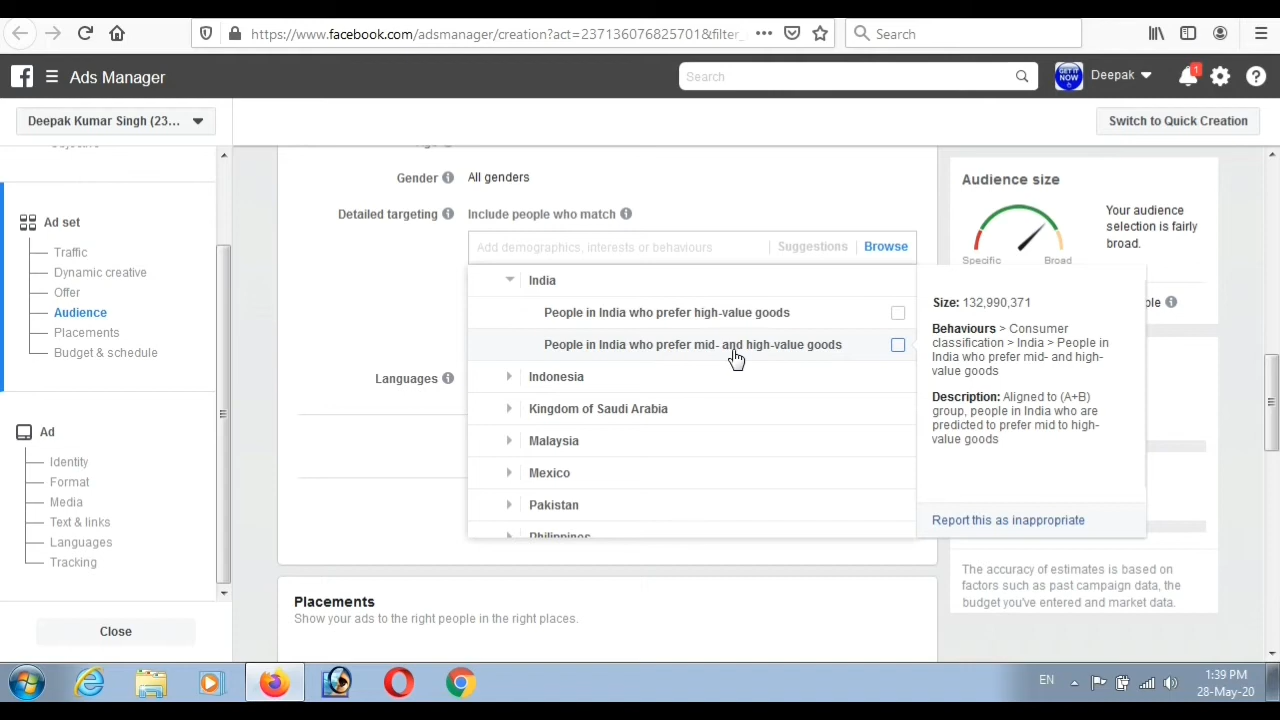 https://www.facebook.com/adsmanager/creation?act=237136076825701&filter_
Search
Ads Manager
Search
GET IT NOW
Deepak
1
Deepak Kumar Singh (23...
Switch to Quick Creation
Objective
Ad set
Traffic
Dynamic creative
Offer
Audience
Placements
Budget & schedule
Ad
Identity
Format
Media
Text & links
Languages
Tracking
Close
Gender
All genders
Detailed targeting
Include people who match
Add demographics, interests or behaviours
Suggestions
Browse
India
People in India who prefer high-value goods
People in India who prefer mid- and high-value goods
Indonesia
Kingdom of Saudi Arabia
Malaysia
Mexico
Pakistan
Philippines
Languages
Placements
Show your ads to the right people in the right places.
Audience size
Your audience
selection is fairly
broad.
Specific
Broad
Size: 132,990,371
Behaviours > Consumer
classification > India > People in
India who prefer mid- and high-
value goods
Description: Aligned to (A+B)
group, people in India who are
predicted to prefer mid to high-
value goods
Report this as inappropriate
The accuracy of estimates is based on
factors such as past campaign data, the
budget you've entered and market data.
EN
1:39 PM
28-May-20